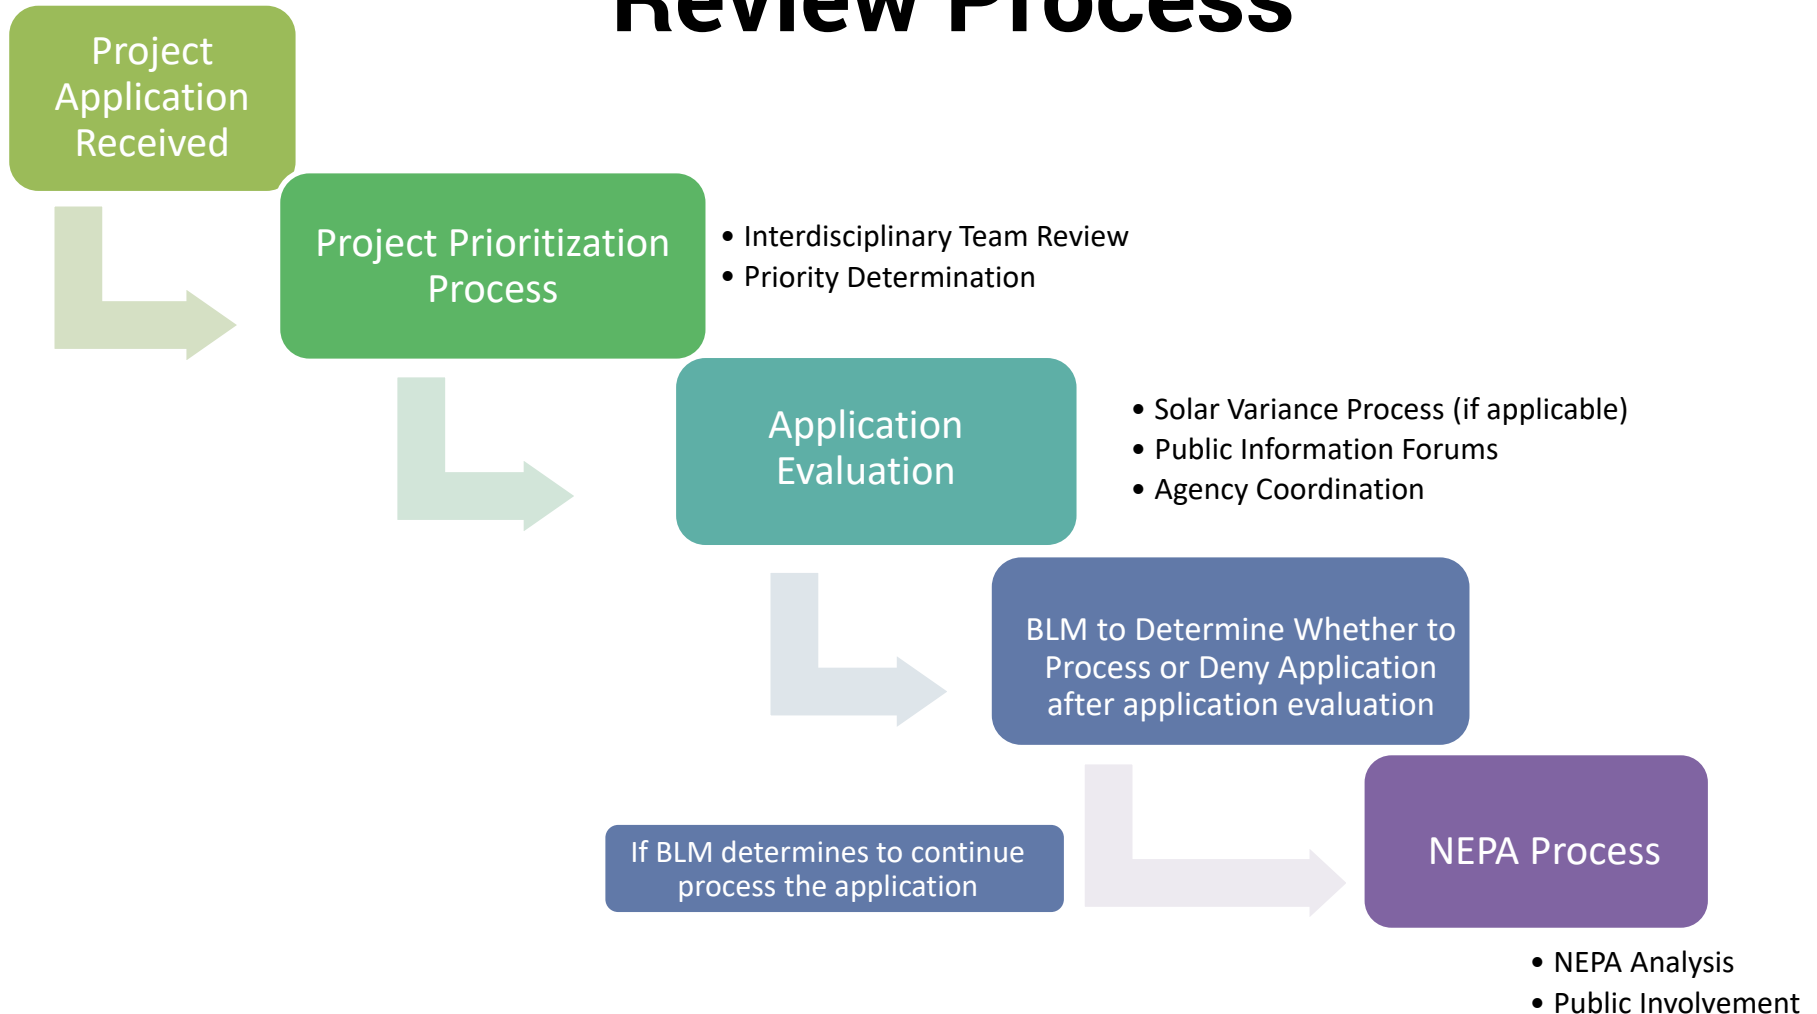 Review Process
Project
Application
Received
Project Prioritization
Process
• Interdisciplinary Team Review
• Priority Determination
Application
Evaluation
• Solar Variance Process (if applicable)
• Public Information Forums
• Agency Coordination
BLM to Determine Whether to
Process or Deny Application
after application evaluation
If BLM determines to continue
process the application
NEPA Process
• NEPA Analysis
• Public Involvement